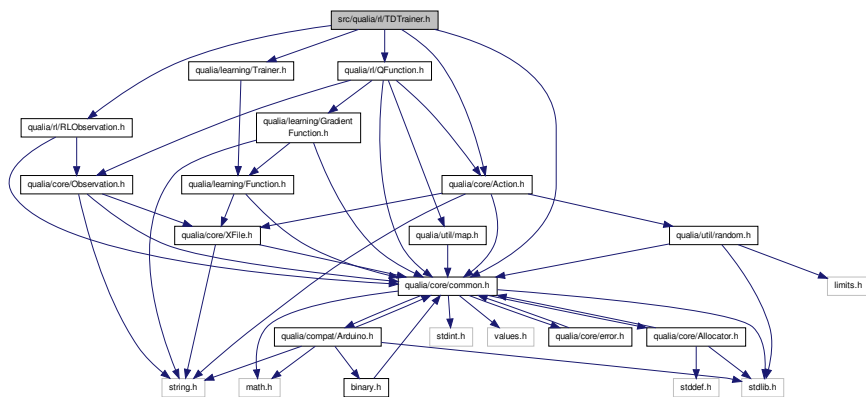 src/qualia/rl/TDTrainer.h
qualia/learning/Trainer.h
qualia/rl/QFunction.h
qualia/rl/RLObservation.h
qualia/learning/Gradient
Function.h
qualia/core/Observation.h
qualia/learning/Function.h
qualia/core/Action.h
qualia/core/XFile.h
qualia/util/map.h
qualia/util/random.h
qualia/core/common.h
limits.h
qualia/compat/Arduino.h
stdint.h
values.h
qualia/core/error.h
qualia/core/Allocator.h
string.h
math.h
binary.h
stddef.h
stdlib.h